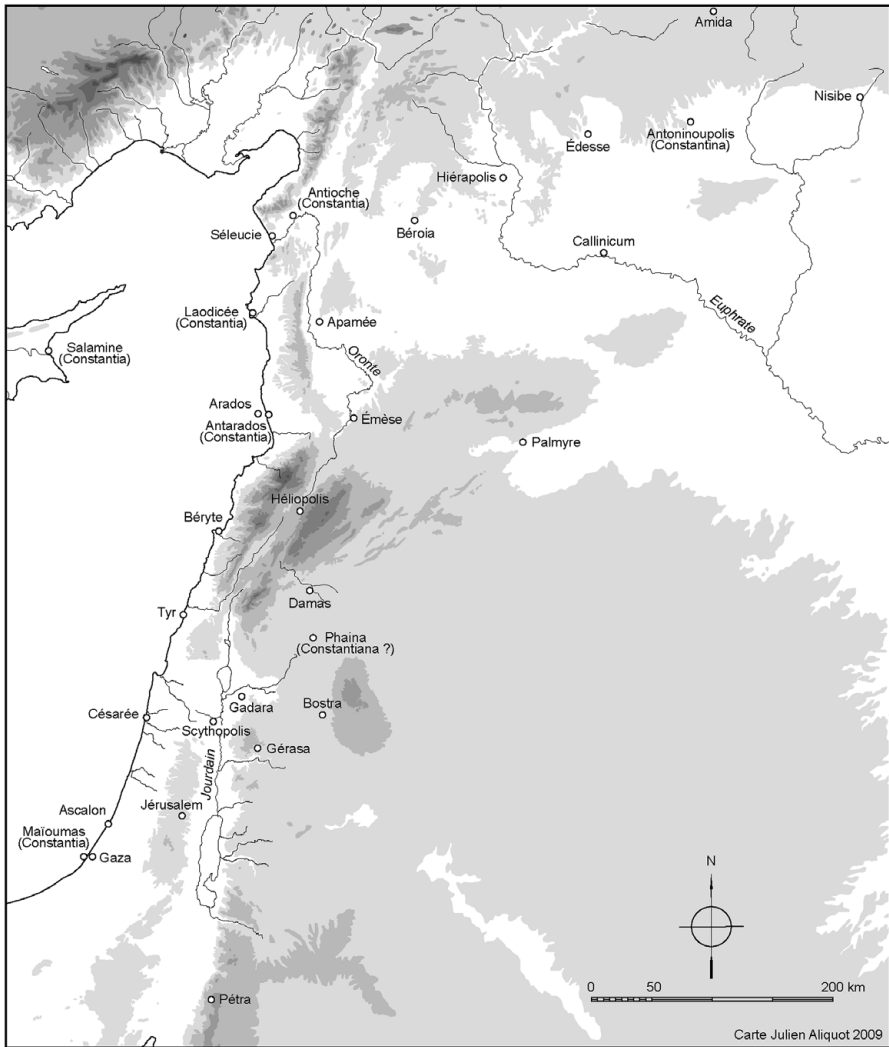 Amida
Nisibe
Antoninoupolis
(Constantina)
Édesse
Hiérapolis
Antioche
(Constantia)
Béroia
Séleucie
Callinicum
Euphrate
Laodicée
(Constantia)
Apamée
Salamine
(Constantia)
Oronte
Arados
Antarados
(Constantia)
Émèse
Palmyre
Héliopolis
Béryte
Damas
Tyr
Phaina
(Constantiana ?)
Gadara
Bostra
Césarée
Scythopolis
Gérasa
Jourdain
Jérusalem
Ascalon
Maïoumas
(Constantia)
Gaza
N
0 50 200 km
Pétra
Carte Julien Aliquot 2009